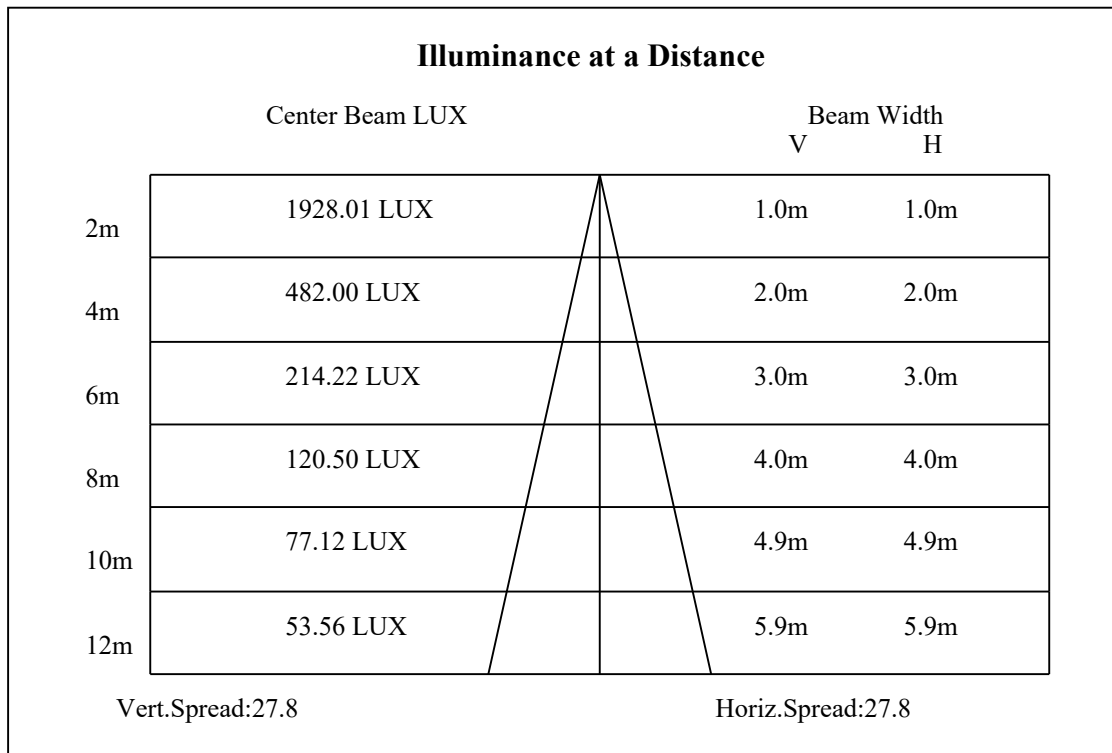 Illuminance at a Distance
Center Beam LUX Beam Width
V H
1928.01 LUX 1.0m 1.0m
2m
482.00 LUX 2.0m 2.0m
4m
214.22 LUX 3.0m 3.0m
6m
120.50 LUX 4.0m 4.0m
8m
77.12 LUX 4.9m 4.9m
10m
53.56 LUX 5.9m 5.9m
12m
Vert.Spread:27.8 Horiz.Spread:27.8